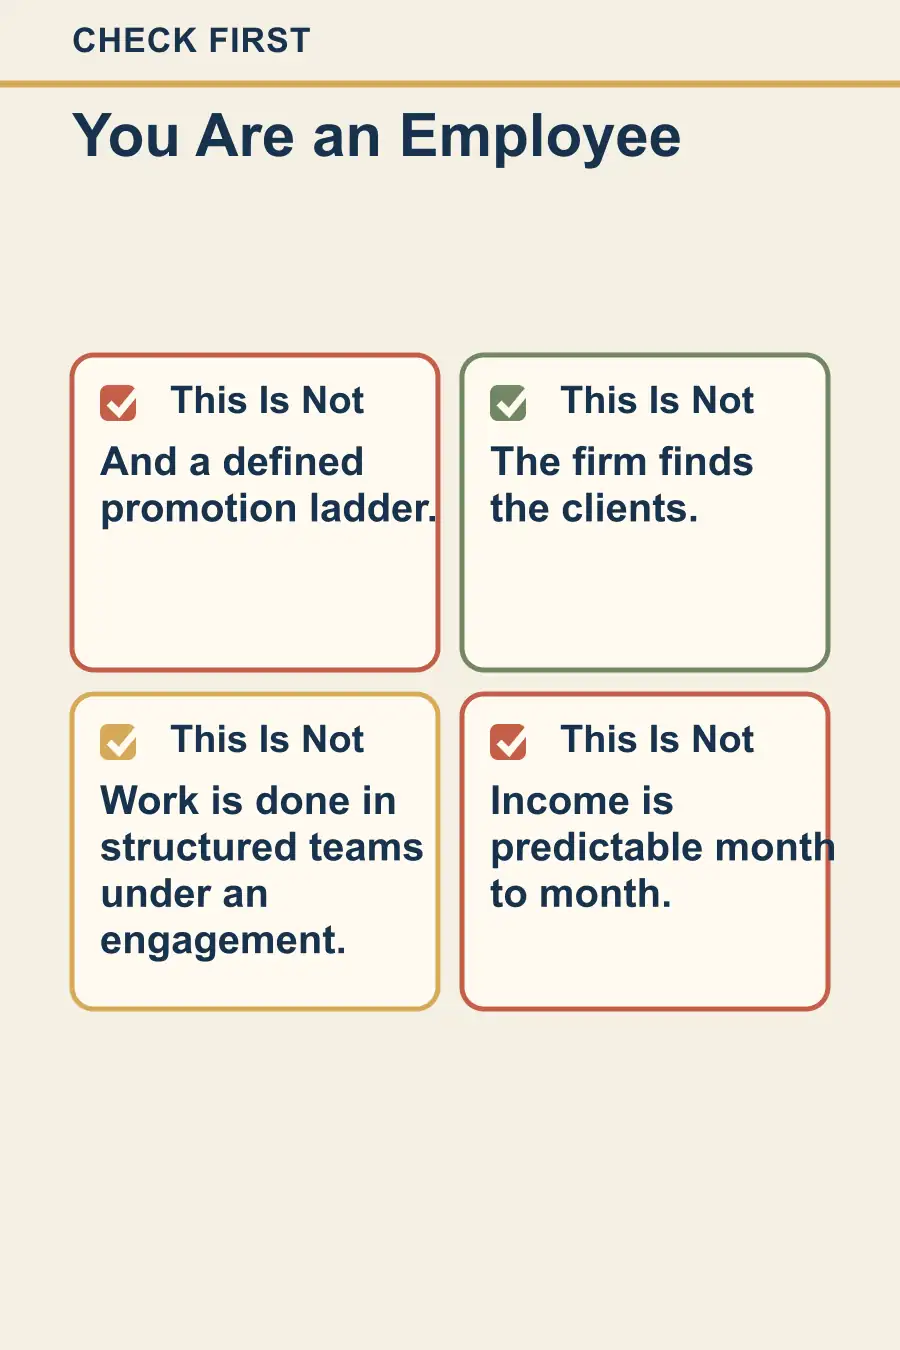 CHECK FIRST
You Are an Employee
This Is Not
And a defined
promotion ladder.
This Is Not
The firm finds
the clients.
This Is Not
Work is done in
structured teams
under an
engagement.
This Is Not
Income is
predictable month
to month.